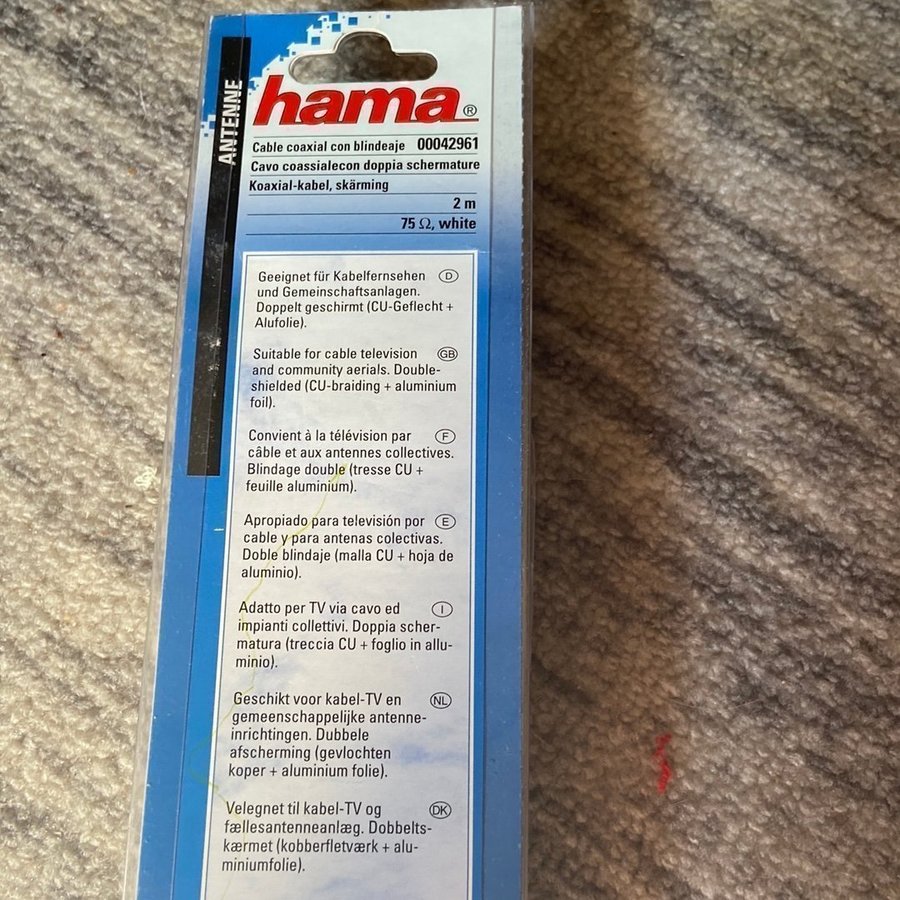 ANTENNE
hama®
Cable coaxial con blindeaje 00042961
Cavo coassialecon doppia schermature
Koaxial-kabel, skärming
2 m
75 Ω, white
Geeignet für Kabelfernsehen D
und Gemeinschaftsanlagen.
Doppelt geschirmt (CU-Geflecht +
Alufolie).
Suitable for cable television GB
and community aerials. Double-
shielded (CU-braiding + aluminium
foil).
Convient à la télévision par F
câble et aux antennes collectives.
Blindage double (tresse CU +
feuille aluminium).
Apropiado para televisión por E
cable y para antenas colectivas.
Doble blindaje (malla CU + hoja de
aluminio).
Adatto per TV via cavo ed I
impianti collettivi. Doppia scher-
matura (treccia CU + foglio in allu-
minio).
Geschikt voor kabel-TV en NL
gemeenschappelijke antenne-
inrichtingen. Dubbele
afscherming (gevlochten
koper + aluminium folie).
Velegnet til kabel-TV og DK
fællesantenneanlæg. Dobbelts-
kærmet (kobberfletværk + alu-
miniumfolie).